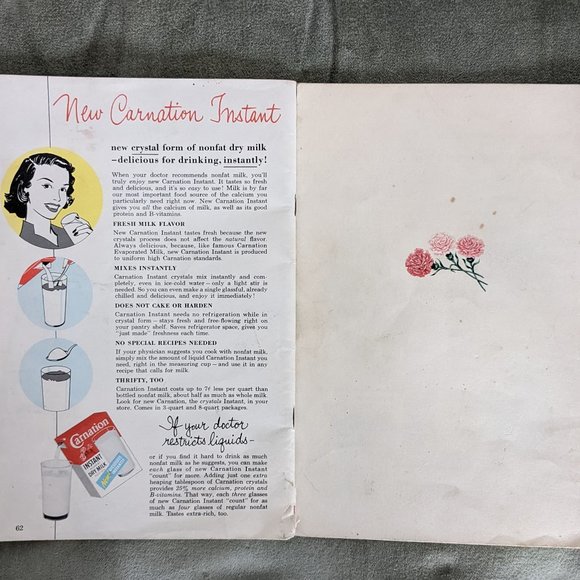 New Carnation Instant
new crystal form of nonfat dry milk
—delicious for drinking, instantly!
When your doctor recommends nonfat milk, you'll
truly enjoy new Carnation Instant. It tastes so fresh
and delicious, and it's so easy to use! Milk is by far
our most important food source of the calcium you
particularly need right now. New Carnation Instant
gives you all the calcium of milk, as well as its good
protein and B-vitamins.
FRESH MILK FLAVOR
New Carnation Instant tastes fresh because the new
crystals process does not affect the natural flavor.
Always delicious, because, like famous Carnation
Evaporated Milk, new Carnation Instant is produced
to uniform high Carnation standards.
MIXES INSTANTLY
Carnation Instant crystals mix instantly and com-
pletely, even in ice-cold water – only a light stir is
needed. So you can even make a single glassful, already
chilled and delicious, and enjoy it immediately!
DOES NOT CAKE OR HARDEN
Carnation Instant needs no refrigeration while in
crystal form – stays fresh and free-flowing right on
your pantry shelf. Saves refrigerator space, gives you
"just made" freshness each time.
NO SPECIAL RECIPES NEEDED
If your physician suggests you cook with nonfat milk,
simply mix the amount of liquid Carnation Instant you
need, right in the measuring cup – and use it in any
recipe that calls for milk.
THRIFTY, TOO
Carnation Instant costs up to 7¢ less per quart than
bottled nonfat milk, about half as much as whole milk.
Look for new Carnation, the crystals Instant, in your
store. Comes in 3-quart and 8-quart packages.
If your doctor
restricts liquids–
or if you find it hard to drink as much
nonfat milk as he suggests, you can make
each glass of new Carnation Instant
"count" for more. Adding just one extra
heaping tablespoon of Carnation crystals
provides 25% more calcium, protein and
B-vitamins. That way, each three glasses
of new Carnation Instant "count" for as
much as four glasses of regular nonfat
milk. Tastes extra-rich, too.
Carnation
INSTANT
DRY MILK
62